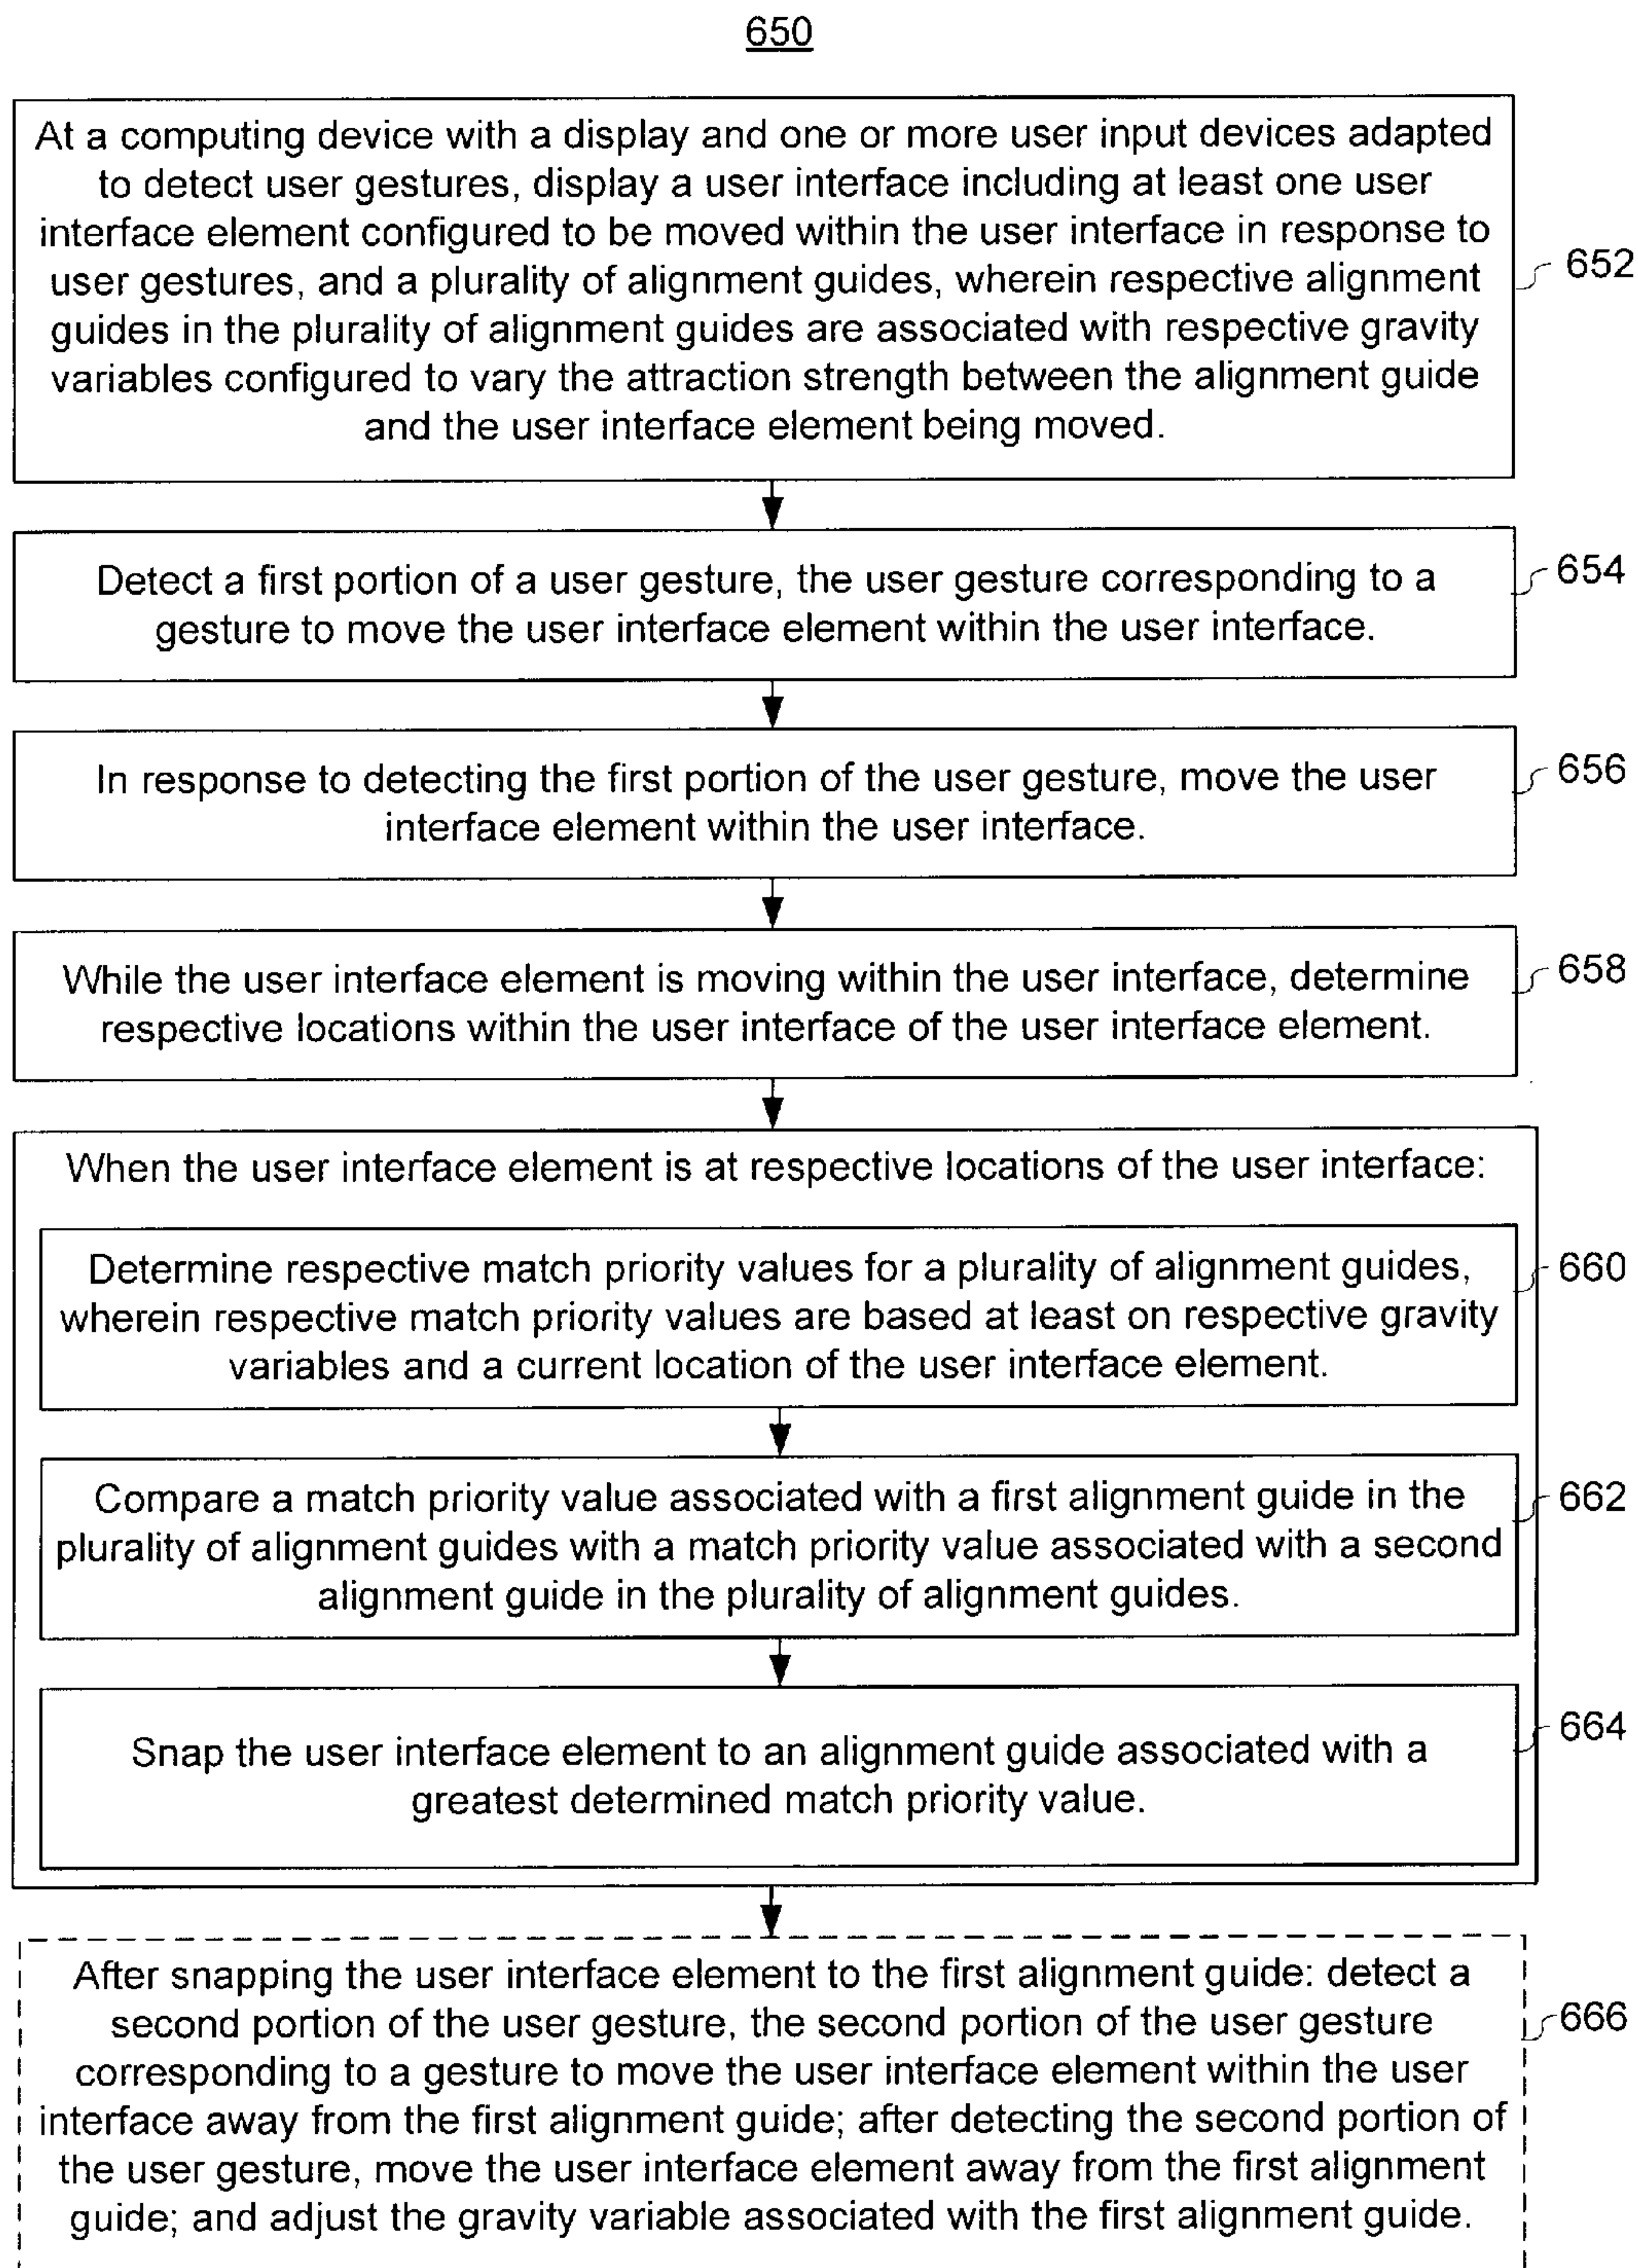 650
At a computing device with a display and one or more user input devices adapted
to detect user gestures, display a user interface including at least one user
interface element configured to be moved within the user interface in response to
user gestures, and a plurality of alignment guides, wherein respective alignment
guides in the plurality of alignment guides are associated with respective gravity
variables configured to vary the attraction strength between the alignment guide
and the user interface element being moved.
652
Detect a first portion of a user gesture, the user gesture corresponding to a
gesture to move the user interface element within the user interface.
654
In response to detecting the first portion of the user gesture, move the user
interface element within the user interface.
656
While the user interface element is moving within the user interface, determine
respective locations within the user interface of the user interface element.
658
When the user interface element is at respective locations of the user interface:
Determine respective match priority values for a plurality of alignment guides,
wherein respective match priority values are based at least on respective gravity
variables and a current location of the user interface element.
660
Compare a match priority value associated with a first alignment guide in the
plurality of alignment guides with a match priority value associated with a second
alignment guide in the plurality of alignment guides.
662
Snap the user interface element to an alignment guide associated with a
greatest determined match priority value.
664
After snapping the user interface element to the first alignment guide: detect a
second portion of the user gesture, the second portion of the user gesture
corresponding to a gesture to move the user interface element within the user
interface away from the first alignment guide; after detecting the second portion of
the user gesture, move the user interface element away from the first alignment
guide; and adjust the gravity variable associated with the first alignment guide.
666